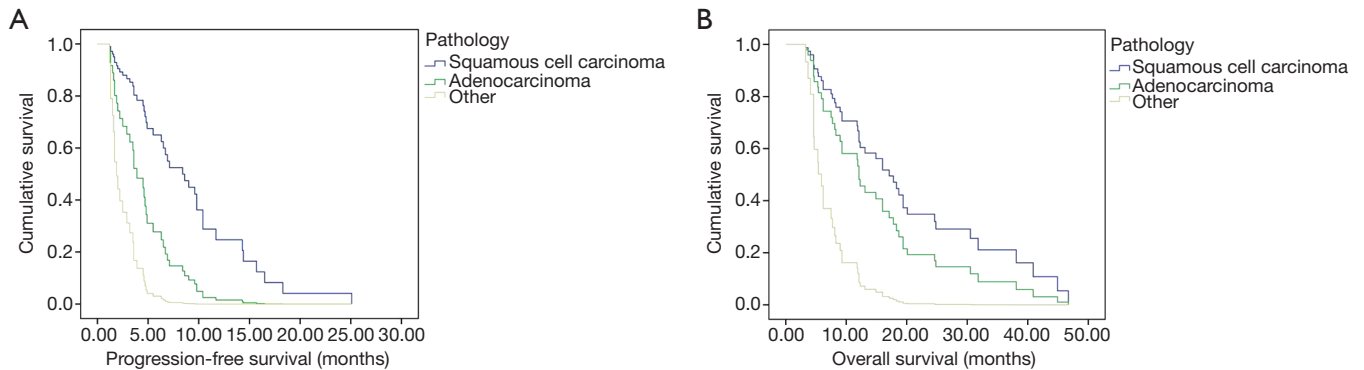 A
Cumulative survival
1.0
0.8
0.6
0.4
0.2
0.0
0.00 5.00 10.00 15.00 20.00 25.00 30.00
Progression-free survival (months)
Pathology
Squamous cell carcinoma
Adenocarcinoma
Other
B
Cumulative survival
1.0
0.8
0.6
0.4
0.2
0.0
0.00 10.00 20.00 30.00 40.00 50.00
Overall survival (months)
Pathology
Squamous cell carcinoma
Adenocarcinoma
Other